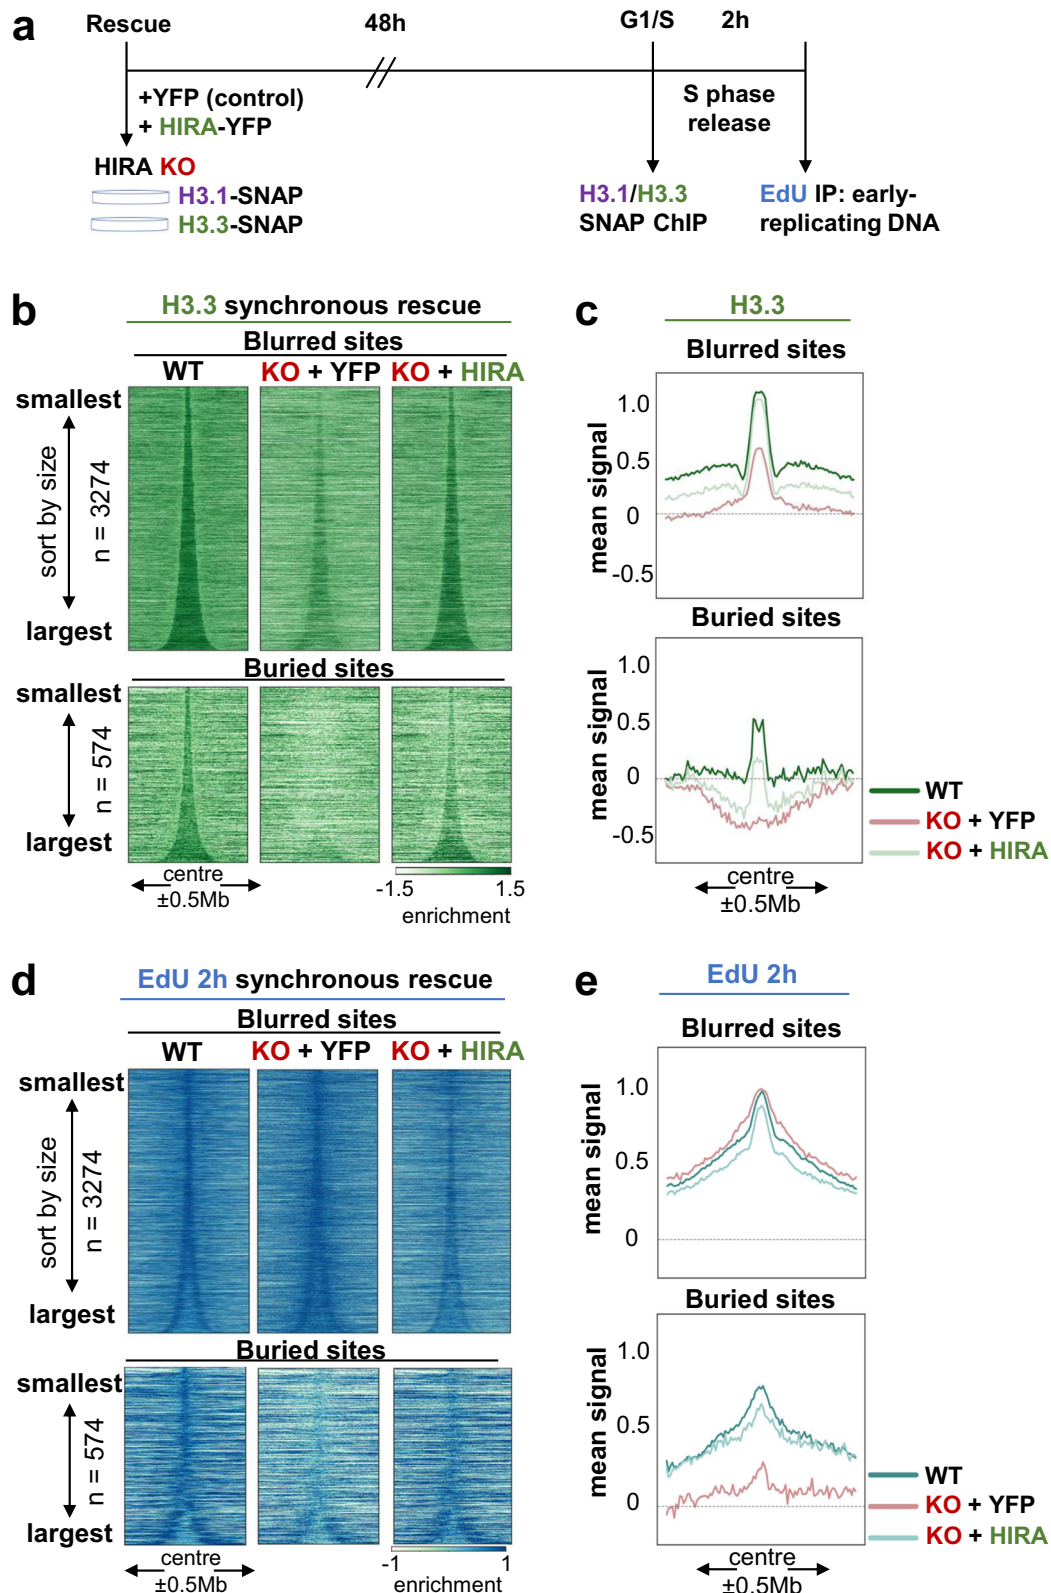 a
Rescue
48h
G1/S
2h
+YFP (control)
+ HIRA-YFP
S phase
release
HIRA KO
H3.1-SNAP
H3.3-SNAP
H3.1/H3.3
SNAP ChIP
EdU IP: early-
replicating DNA
b
H3.3 synchronous rescue
Blurred sites
WT
KO + YFP
KO + HIRA
smallest
sort by size
n = 3274
largest
Buried sites
smallest
n = 574
largest
centre
±0.5Mb
-1.5
1.5
enrichment
c
H3.3
Blurred sites
mean signal
1.0
0.5
0
-0.5
Buried sites
mean signal
1.0
0.5
0
-0.5
WT
KO + YFP
KO + HIRA
centre
±0.5Mb
d
EdU 2h synchronous rescue
Blurred sites
WT
KO + YFP
KO + HIRA
smallest
sort by size
n = 3274
largest
Buried sites
smallest
n = 574
largest
centre
±0.5Mb
-1
1
enrichment
e
EdU 2h
Blurred sites
mean signal
1.0
0.5
0
Buried sites
mean signal
1.0
0.5
0
WT
KO + YFP
KO + HIRA
centre
±0.5Mb